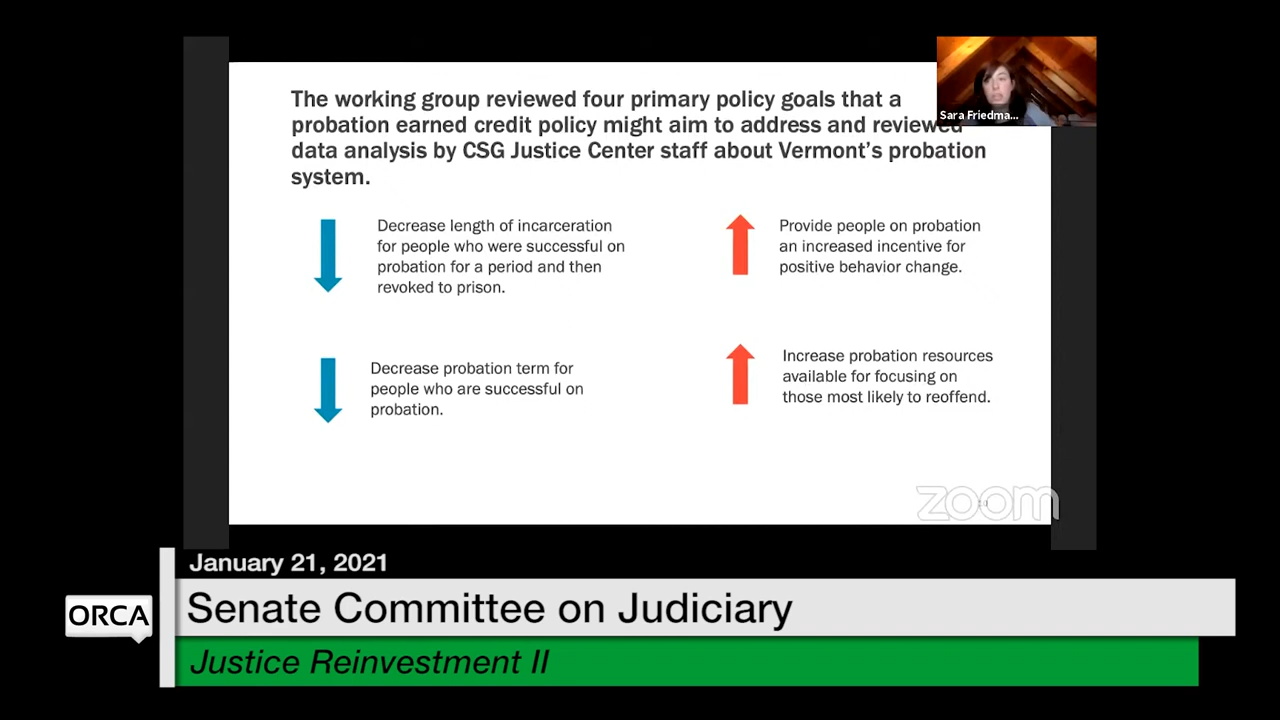 The working group reviewed four primary policy goals that a
probation earned credit policy might aim to address and reviewed
data analysis by CSG Justice Center staff about Vermont's probation
system.
Sara Friedma...
Decrease length of incarceration
for people who were successful on
probation for a period and then
revoked to prison.
Provide people on probation
an increased incentive for
positive behavior change.
Decrease probation term for
people who are successful on
probation.
Increase probation resources
available for focusing on
those most likely to reoffend.
zoom
January 21, 2021
ORCA
Senate Committee on Judiciary
Justice Reinvestment II